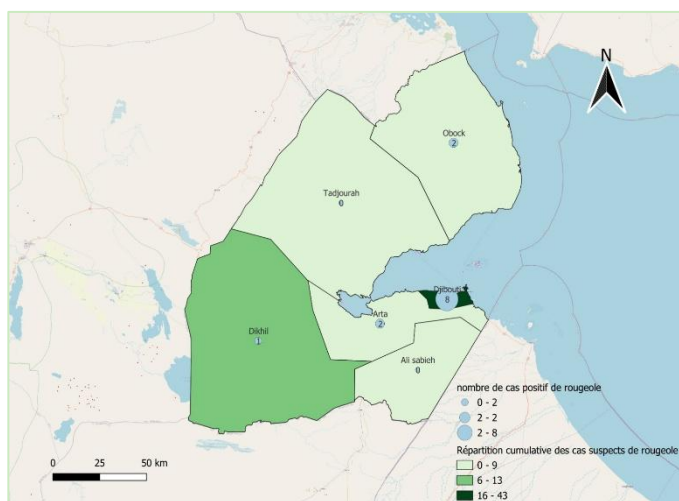 N
Obock
2
Tadjourah
0
Djibouti
8
Arta
2
Dikhil
1
Ali sabieh
0
nombre de cas positif de rougeole
0 - 2
2 - 2
2 - 8
Répartition cumulative des cas suspects de rougeole
0 - 9
6 - 13
16 - 43
0 25 50 km